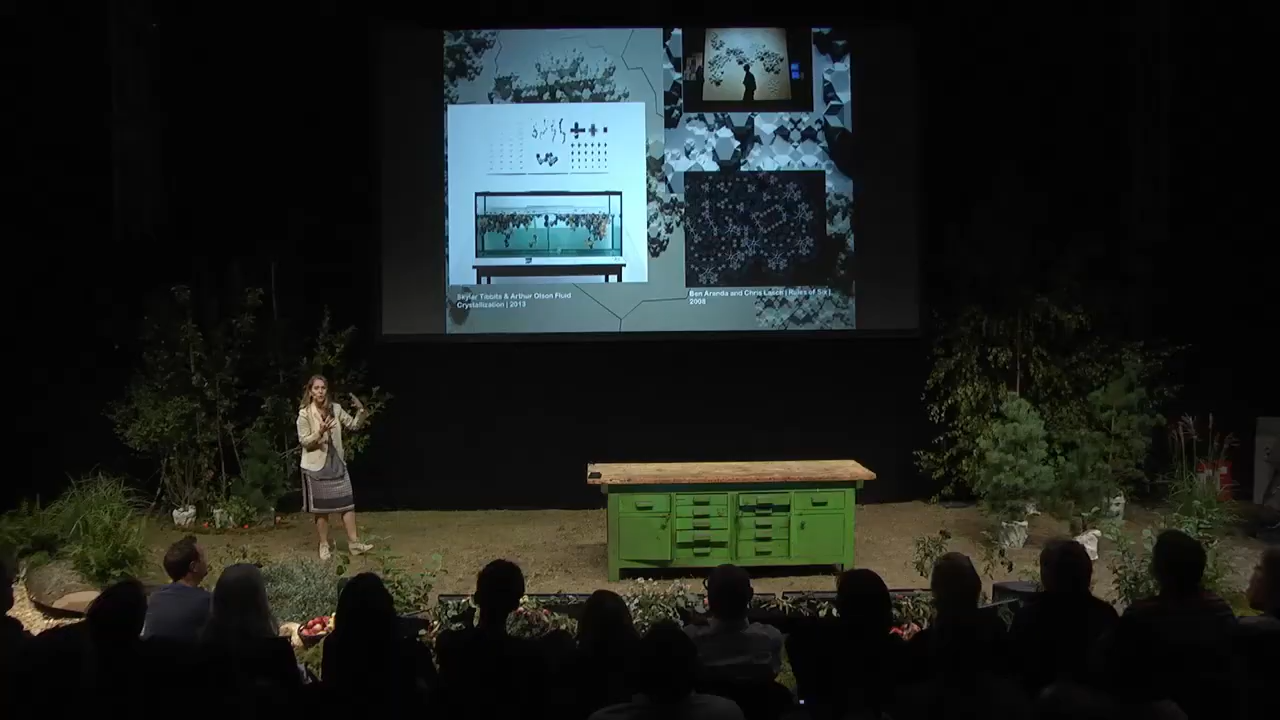 Skylar Tibbits & Arthur Olson Fluid
Crystallization | 2013
Ben Aranda and Chris Lasch | Rules of Six |
2008